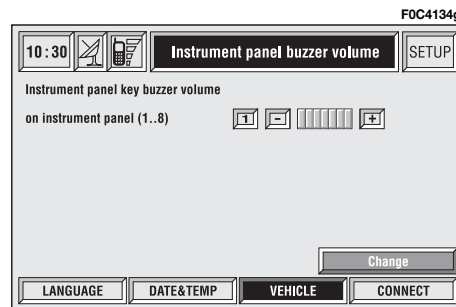 F0C4134g
10:30 Instrument panel buzzer volume SETUP
Instrument panel key buzzer volume
on instrument panel (1..8) 1 - +
Change
LANGUAGE DATE&TEMP VEHICLE CONNECT